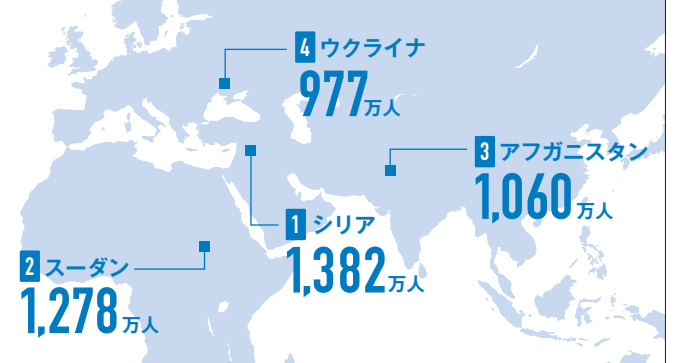 4 ウクライナ
977万人
3 アフガニスタン
1,060万人
1 シリア
1,382万人
2 スーダン
1,278万人